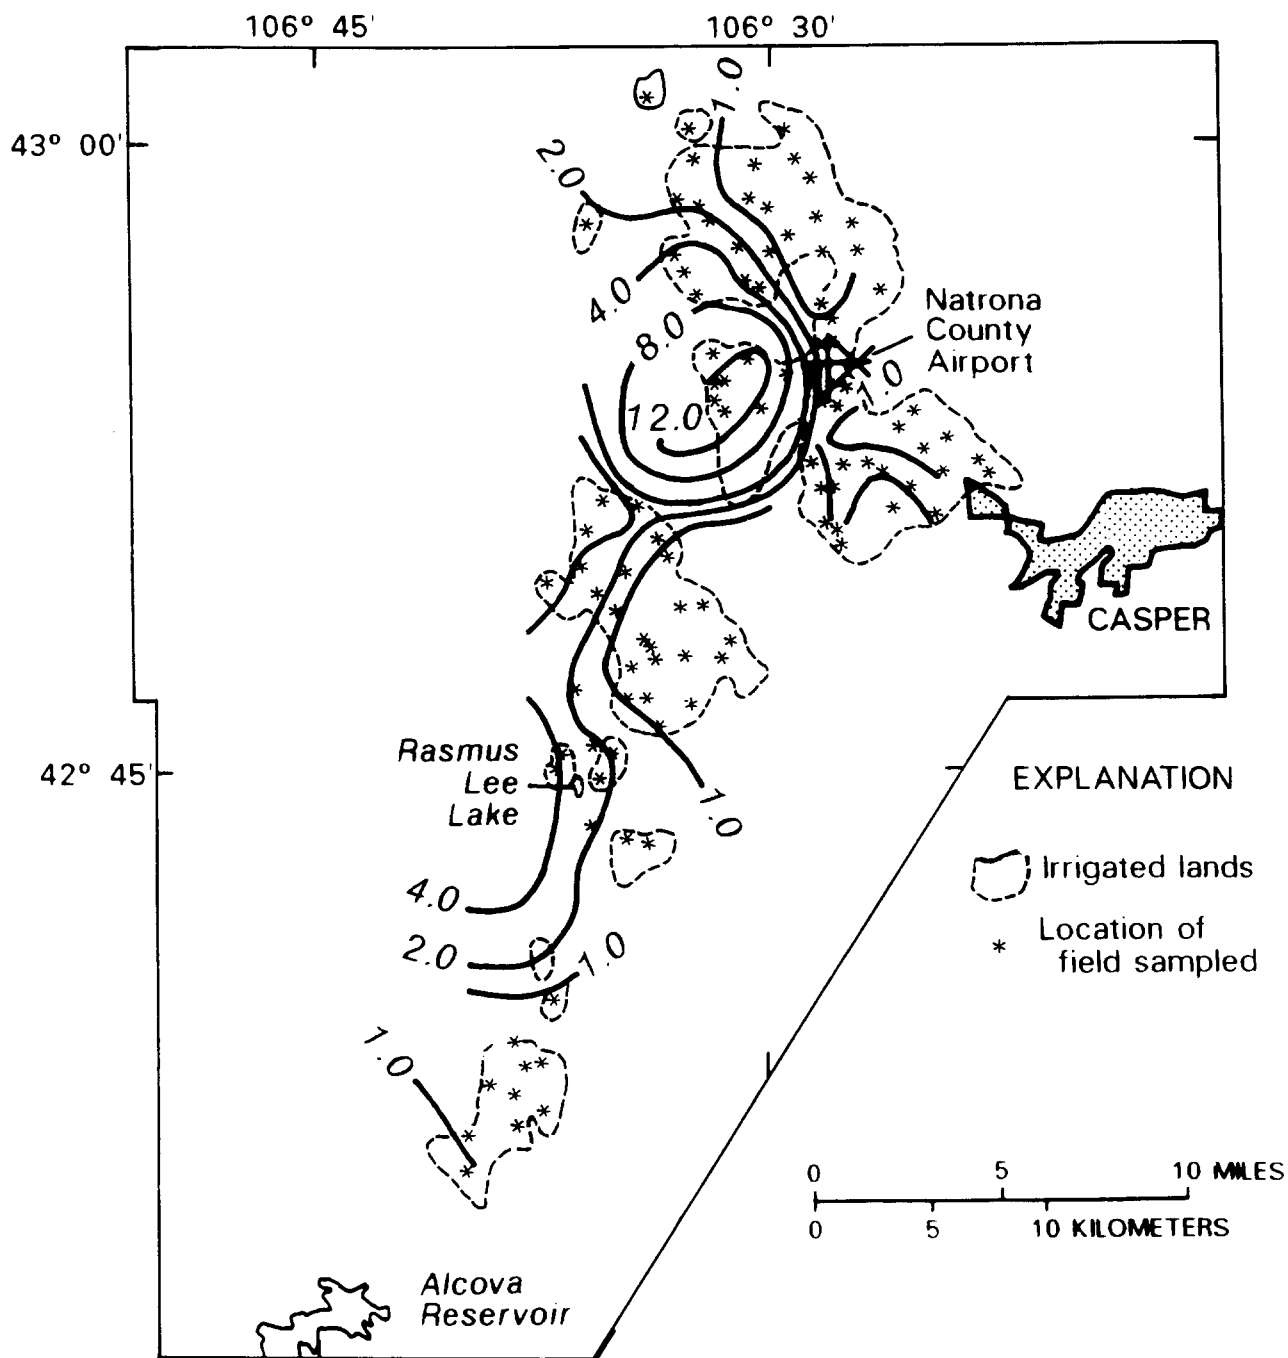 106° 45'
106° 30'
43° 00'
1.0
2.0
4.0
8.0
12.0
Natrona
County
Airport
1.0
CASPER
Rasmus
Lee
Lake
42° 45'
1.0
4.0
2.0
1.0
1.0
EXPLANATION
Irrigated lands
* Location of
field sampled
0 5 10 MILES
0 5 10 KILOMETERS
Alcova
Reservoir